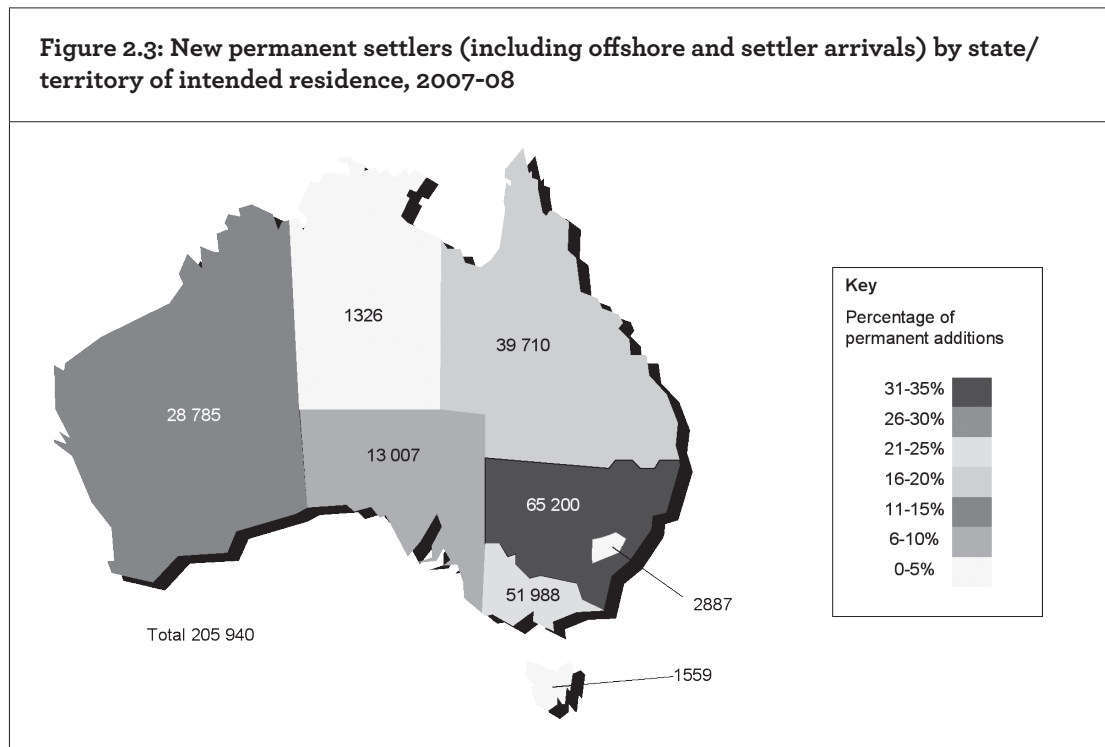 Figure 2.3: New permanent settlers (including offshore and settler arrivals) by state/
territory of intended residence, 2007-08
1326
39 710
28 785
13 007
65 200
51 988
2887
1559
Total 205 940
Key
Percentage of
permanent additions
31-35%
26-30%
21-25%
16-20%
11-15%
6-10%
0-5%